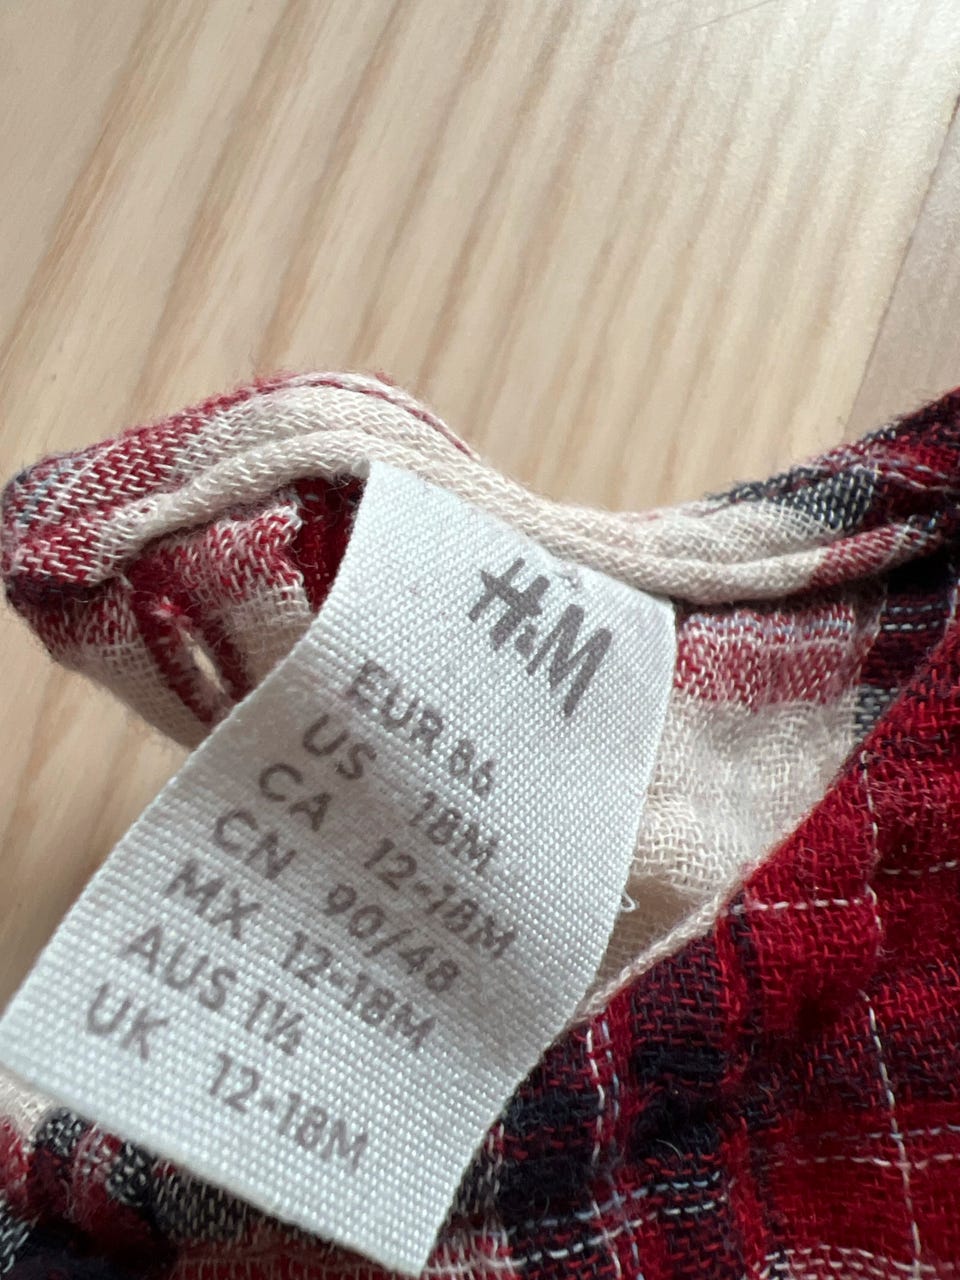 H&M
EUR 86
US 18M
CA 12-18M
CN 90/48
MX 12-18M
AUS 1½
UK 12-18M